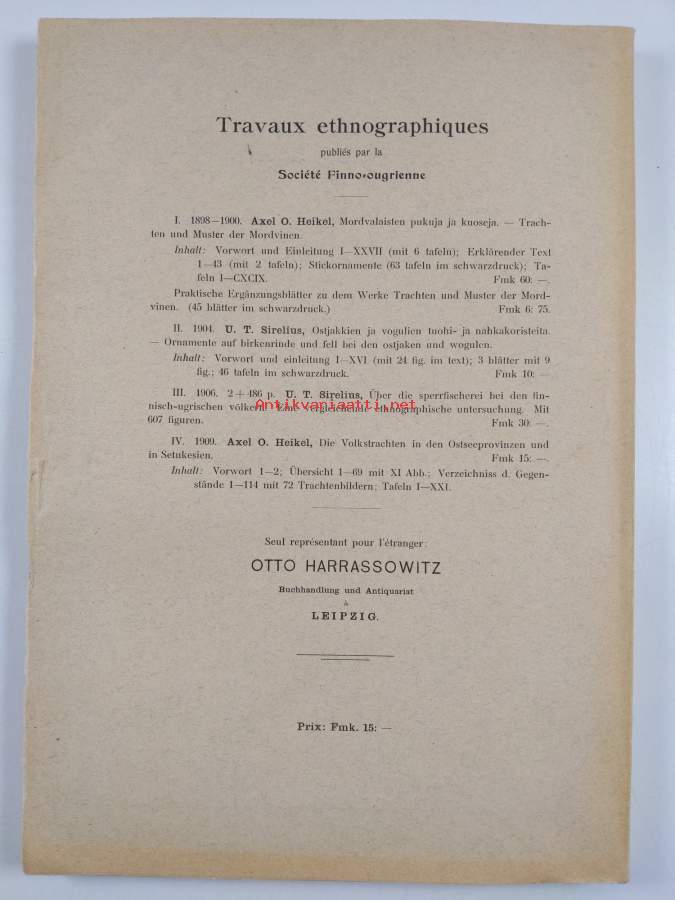 Travaux ethnographiques
publiés par la
Société Finno-ougrienne
I. 1898—1900. Axel O. Heikel, Mordvalaisten pukuja ja kuoseja. — Trach-
ten und Muster der Mordvinen.
Inhalt: Vorwort und Einleitung I—XXVII (mit 6 tafeln); Erklärender Text
1—43 (mit 2 tafeln); Stickornamente (63 tafeln im schwarzdruck); Ta-
feln I—CXCIX. Fmk 60: —.
Praktische Ergänzungsblätter zu dem Werke Trachten und Muster der Mord-
vinen. (45 blätter im schwarzdruck.) Fmk 6: 75.
II. 1904. U. T. Sirelius, Ostjakkien ja vogulien tuohi- ja nahkakoristeita.
— Ornamente auf birkenrinde und fell bei den ostjaken und wogulen.
Inhalt: Vorwort und einleitung I—XVI (mit 24 fig. im text); 3 blätter mit 9
fig.; 46 tafeln im schwarzdruck. Fmk 10: —
III. 1906. 2 + 486 p. U. T. Sirelius, Über die sperrfischerei bei den fin-
nisch-ugrischen völkern. Eine vergleichende ethnographische untersuchung. Mit
607 figuren. Fmk 30: —.
Antikvariaatti.net
IV. 1909. Axel O. Heikel, Die Volkstrachten in den Ostseeprovinzen und
in Setukesien. Fmk 15: —.
Inhalt: Vorwort 1—2; Übersicht 1—69 mit XI Abb.; Verzeichniss d. Gegen-
stände 1—114 mit 72 Trachtenbildern; Tafeln I—XXI.
Seul représentant pour l'étranger:
OTTO HARRASSOWITZ
Buchhandlung und Antiquariat
à
LEIPZIG.
Prix: Fmk. 15: —